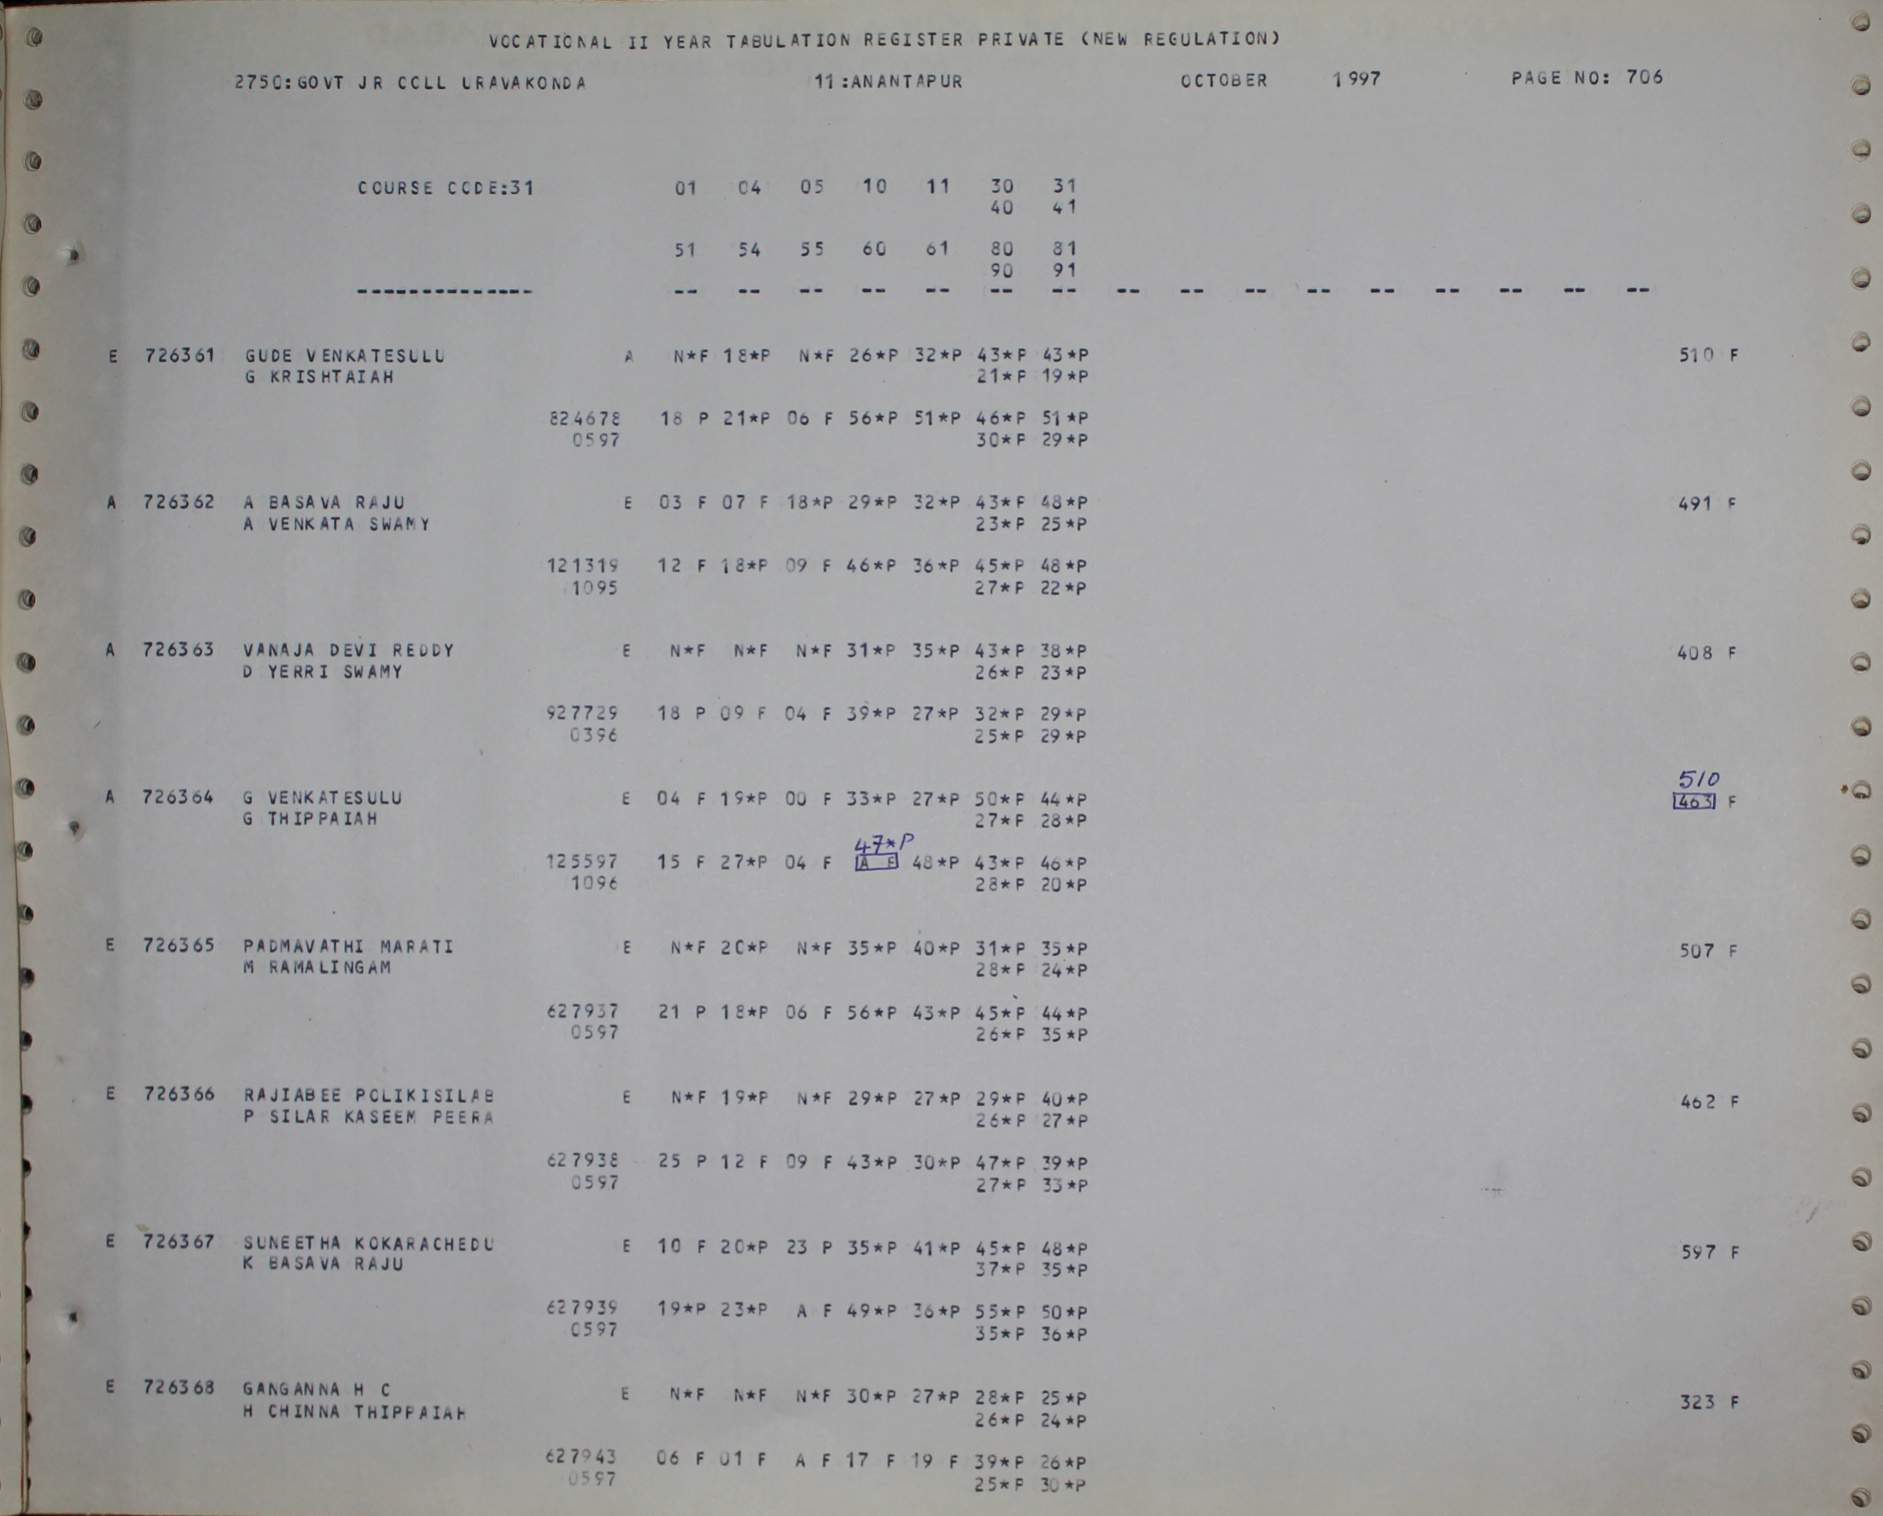 VOCATIONAL II YEAR TABULATION REGISTER PRIVATE (NEW REGULATION)
2750:GOVT JR COLL URAVAKONDA 11:ANANTAPUR OCTOBER 1997 PAGE NO: 706
COURSE CODE:31 01 04 05 10 11 30 31
40 41
51 54 55 60 61 80 81
90 91
-------------- -- -- -- -- -- -- -- -- -- -- -- -- -- -- -- --
E 726361 GUDE VENKATESULU A N*F 18*P N*F 26*P 32*P 43*P 43*P 510 F
G KRISHTAIAH 21*P 19*P
824678 18 P 21*P 06 F 56*P 51*P 46*P 51*P
0597 30*P 29*P
A 726362 A BASAVA RAJU E 03 F 07 F 18*P 29*P 32*P 43*P 48*P 491 F
A VENKATA SWAMY 23*P 25*P
121319 12 F 18*P 09 F 46*P 36*P 45*P 48*P
1095 27*P 22*P
A 726363 VANAJA DEVI REDDY E N*F N*F N*F 31*P 35*P 43*P 38*P 408 F
D YERRI SWAMY 26*P 23*P
927729 18 P 09 F 04 F 39*P 27*P 32*P 29*P
0396 25*P 29*P
510
A 726364 G VENKATESULU E 04 F 19*P 00 F 33*P 27*P 50*P 44*P 463 F
G THIPPAIAH 27*P 28*P
47*P
125597 15 F 27*P 04 F A F 48*P 43*P 46*P
1096 28*P 20*P
E 726365 PADMAVATHI MARATI E N*F 20*P N*F 35*P 40*P 31*P 35*P 507 F
M RAMALINGAM 28*P 24*P
627937 21 P 18*P 06 F 56*P 43*P 45*P 44*P
0597 26*P 35*P
E 726366 RAJIABEE POLIKISILAB E N*F 19*P N*F 29*P 27*P 29*P 40*P 462 F
P SILAR KASEEM PEERA 26*P 27*P
627938 25 P 12 F 09 F 43*P 30*P 47*P 39*P
0597 27*P 33*P
E 726367 SUNEETHA KOKARACHEDU E 10 F 20*P 23 P 35*P 41*P 45*P 48*P 597 F
K BASAVA RAJU 37*P 35*P
627939 19*P 23*P A F 49*P 36*P 55*P 50*P
0597 35*P 36*P
E 726368 GANGANNA H C E N*F N*F N*F 30*P 27*P 28*P 25*P 323 F
H CHINNA THIPPAIAH 26*P 24*P
627943 06 F 01 F A F 17 F 19 F 39*P 26*P
0597 25*P 30*P